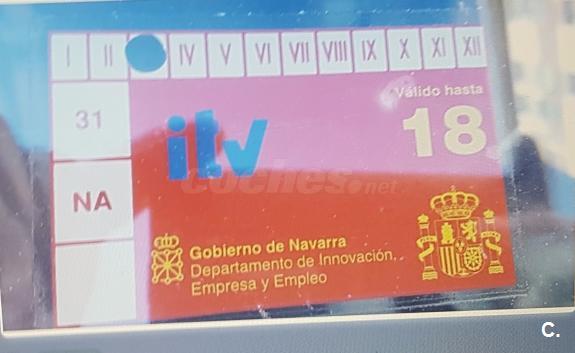 I II IV V VI VII VIII IX X XI XII
31
Válido hasta
18
itv
coches.net
NA
Gobierno de Navarra
Departamento de Innovación,
Empresa y Empleo
C.